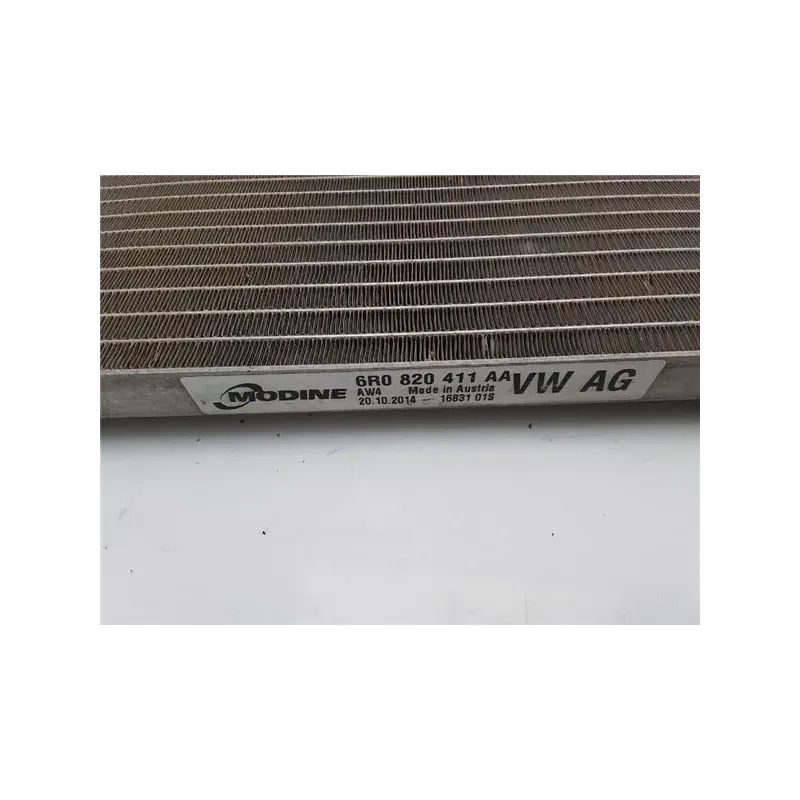 MODINE
6R0 820 411 AA VW AG
AW4 Made in Austria
20.10.2014 – 16831 01S